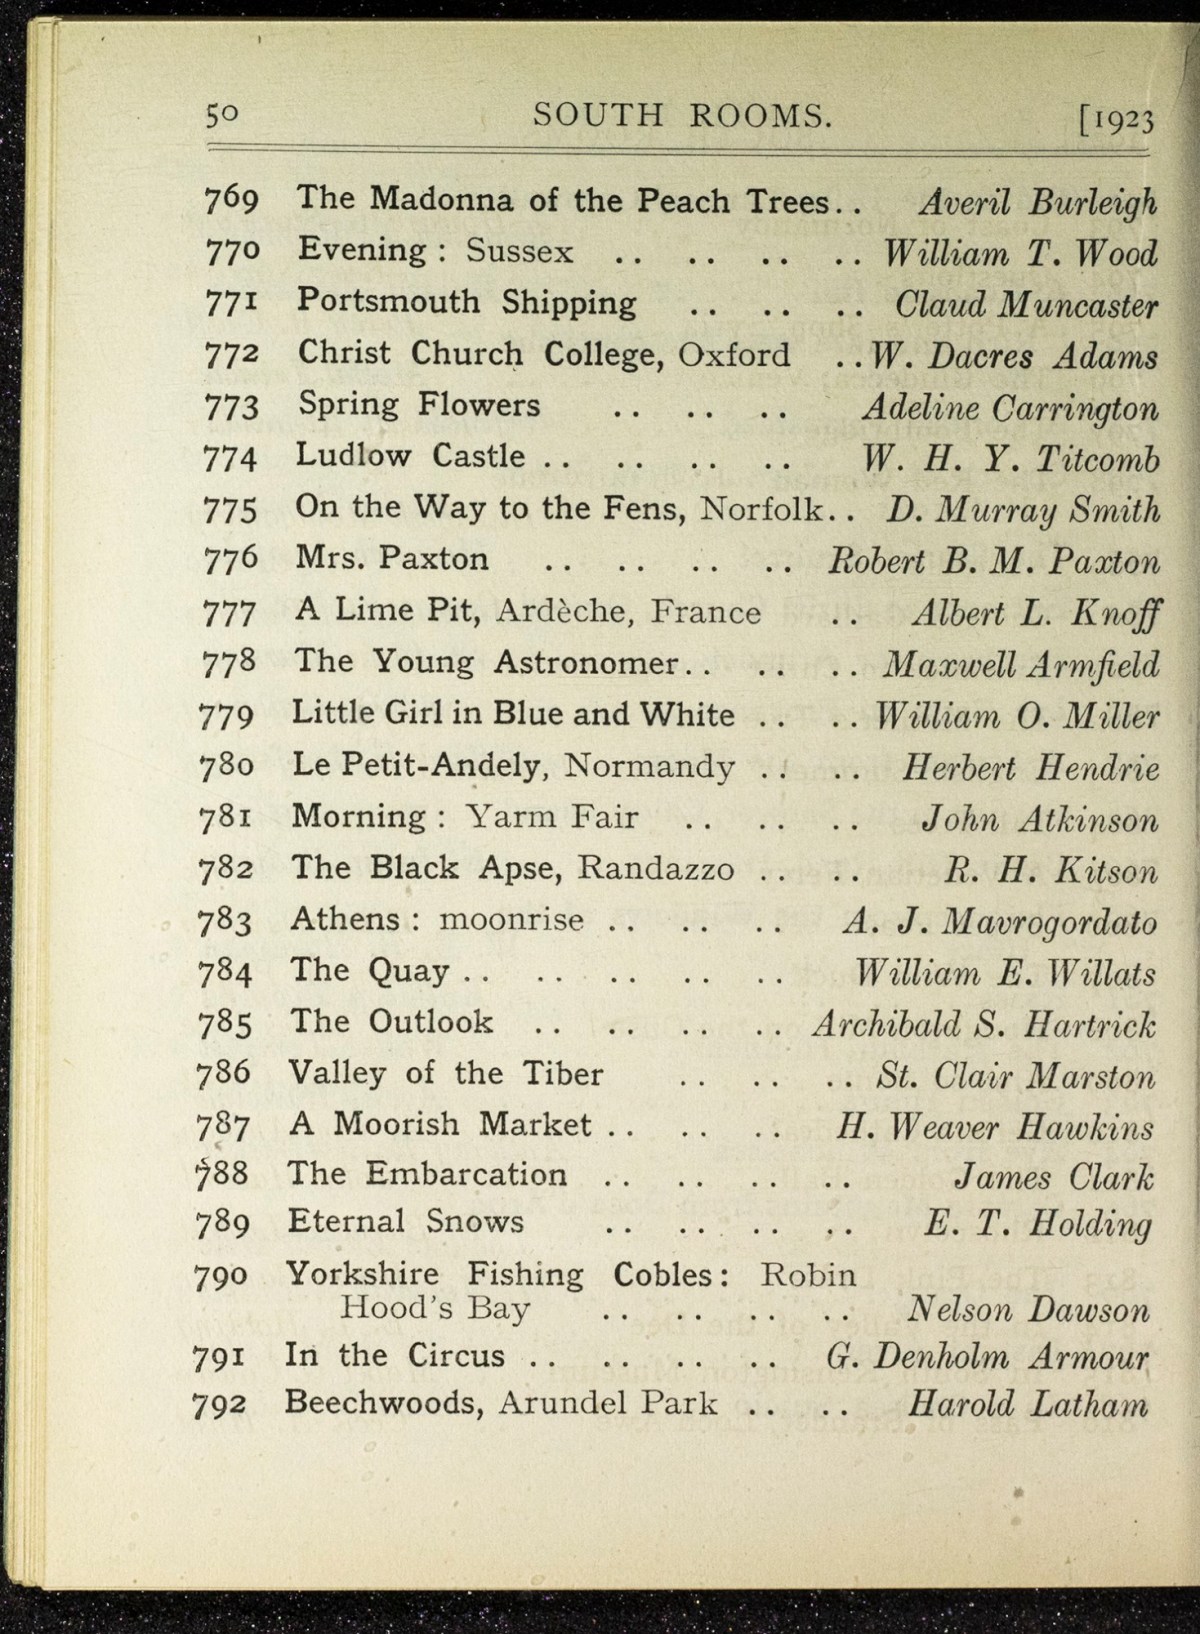 50 SOUTH ROOMS. [1923
769 The Madonna of the Peach Trees.. Averil Burleigh
770 Evening : Sussex .. .. .. .. William T. Wood
771 Portsmouth Shipping .. .. .. Claud Muncaster
772 Christ Church College, Oxford .. W. Dacres Adams
773 Spring Flowers .. .. .. Adeline Carrington
774 Ludlow Castle .. .. .. .. W. H. Y. Titcomb
775 On the Way to the Fens, Norfolk.. D. Murray Smith
776 Mrs. Paxton .. .. .. .. Robert B. M. Paxton
777 A Lime Pit, Ardèche, France .. Albert L. Knoff
778 The Young Astronomer.. .. .. Maxwell Armfield
779 Little Girl in Blue and White .. .. William O. Miller
780 Le Petit-Andely, Normandy .. .. Herbert Hendrie
781 Morning : Yarm Fair .. .. .. John Atkinson
782 The Black Apse, Randazzo .. .. R. H. Kitson
783 Athens : moonrise .. .. .. A. J. Mavrogordato
784 The Quay .. .. .. .. .. William E. Willats
785 The Outlook .. .. .. .. Archibald S. Hartrick
786 Valley of the Tiber .. .. .. St. Clair Marston
787 A Moorish Market .. .. .. H. Weaver Hawkins
788 The Embarcation .. .. .. .. James Clark
789 Eternal Snows .. .. .. .. E. T. Holding
790 Yorkshire Fishing Cobles: Robin
Hood's Bay .. .. .. .. Nelson Dawson
791 In the Circus .. .. .. .. G. Denholm Armour
792 Beechwoods, Arundel Park .. .. Harold Latham